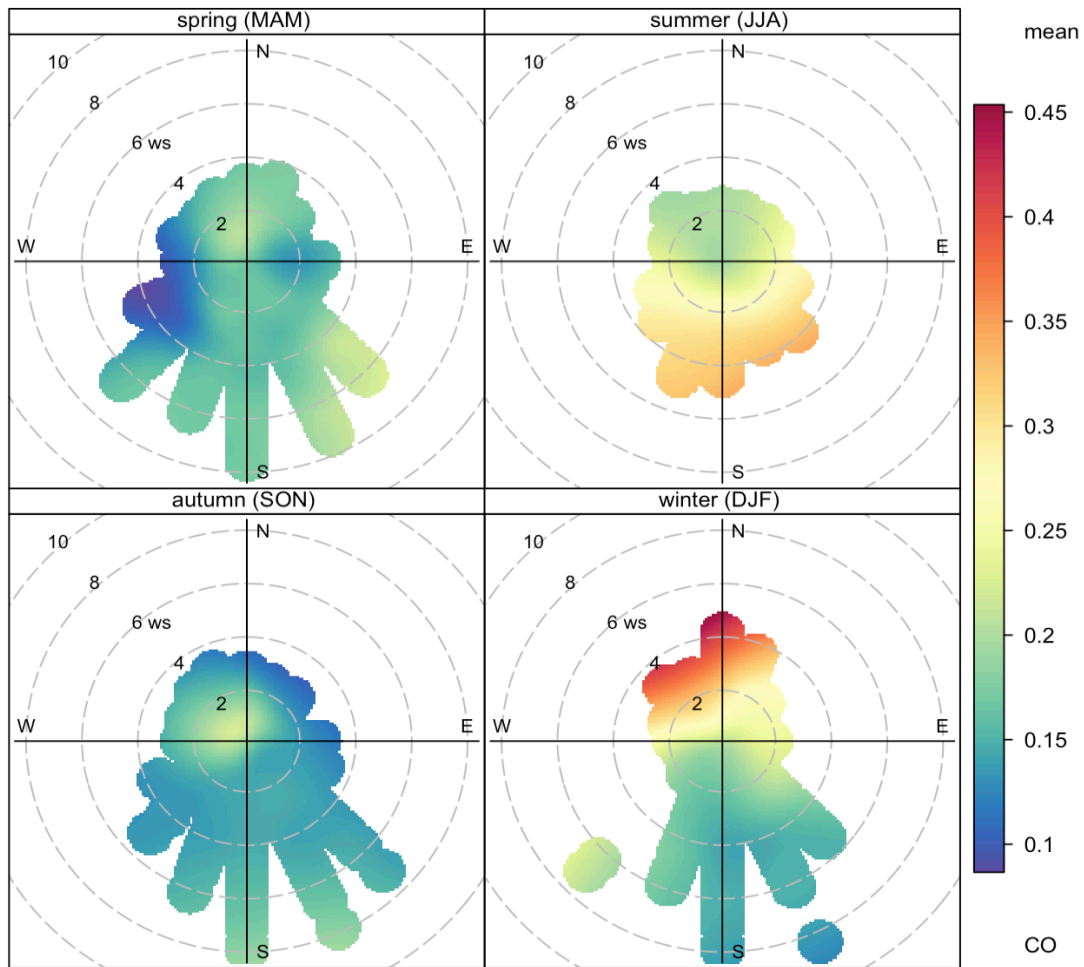 spring (MAM)
summer (JJA)
mean
10
8
6 ws
4
2
N
W
E
S
10
8
6 ws
4
2
N
W
E
S
autumn (SON)
winter (DJF)
10
8
6 ws
4
2
N
W
E
S
10
8
6 ws
4
2
N
W
E
S
0.45
0.4
0.35
0.3
0.25
0.2
0.15
0.1
CO